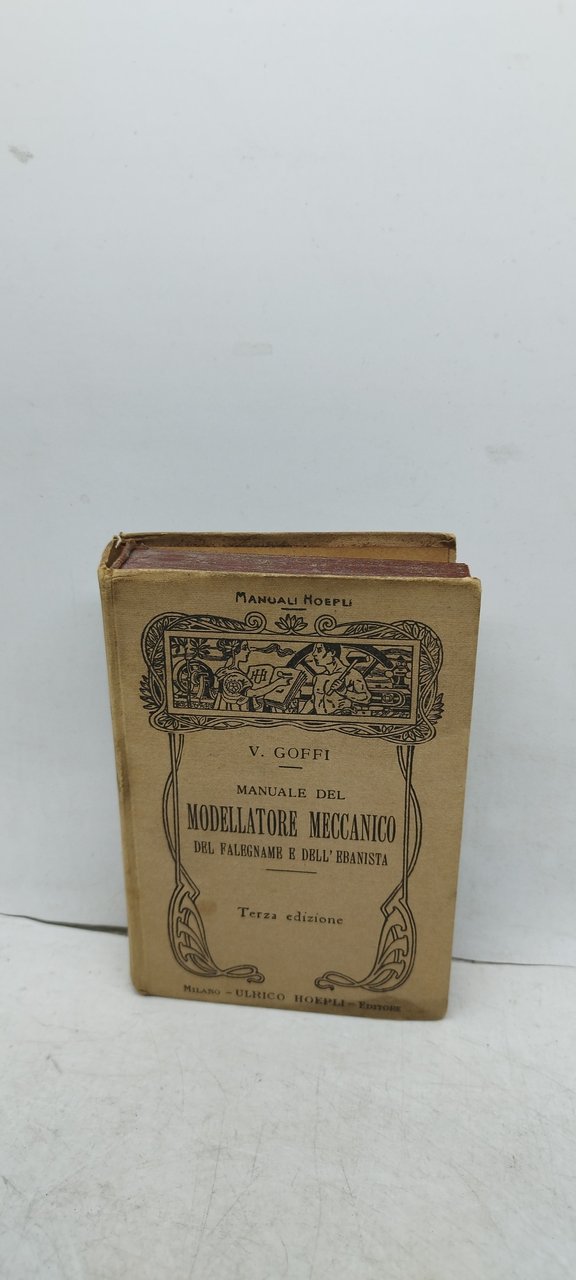 MANUALI HOEPLI
V. GOFFI
MANUALE DEL
MODELLATORE MECCANICO
DEL FALEGNAME E DELL'EBANISTA
Terza edizione
MILANO - ULRICO HOEPLI - EDITORE